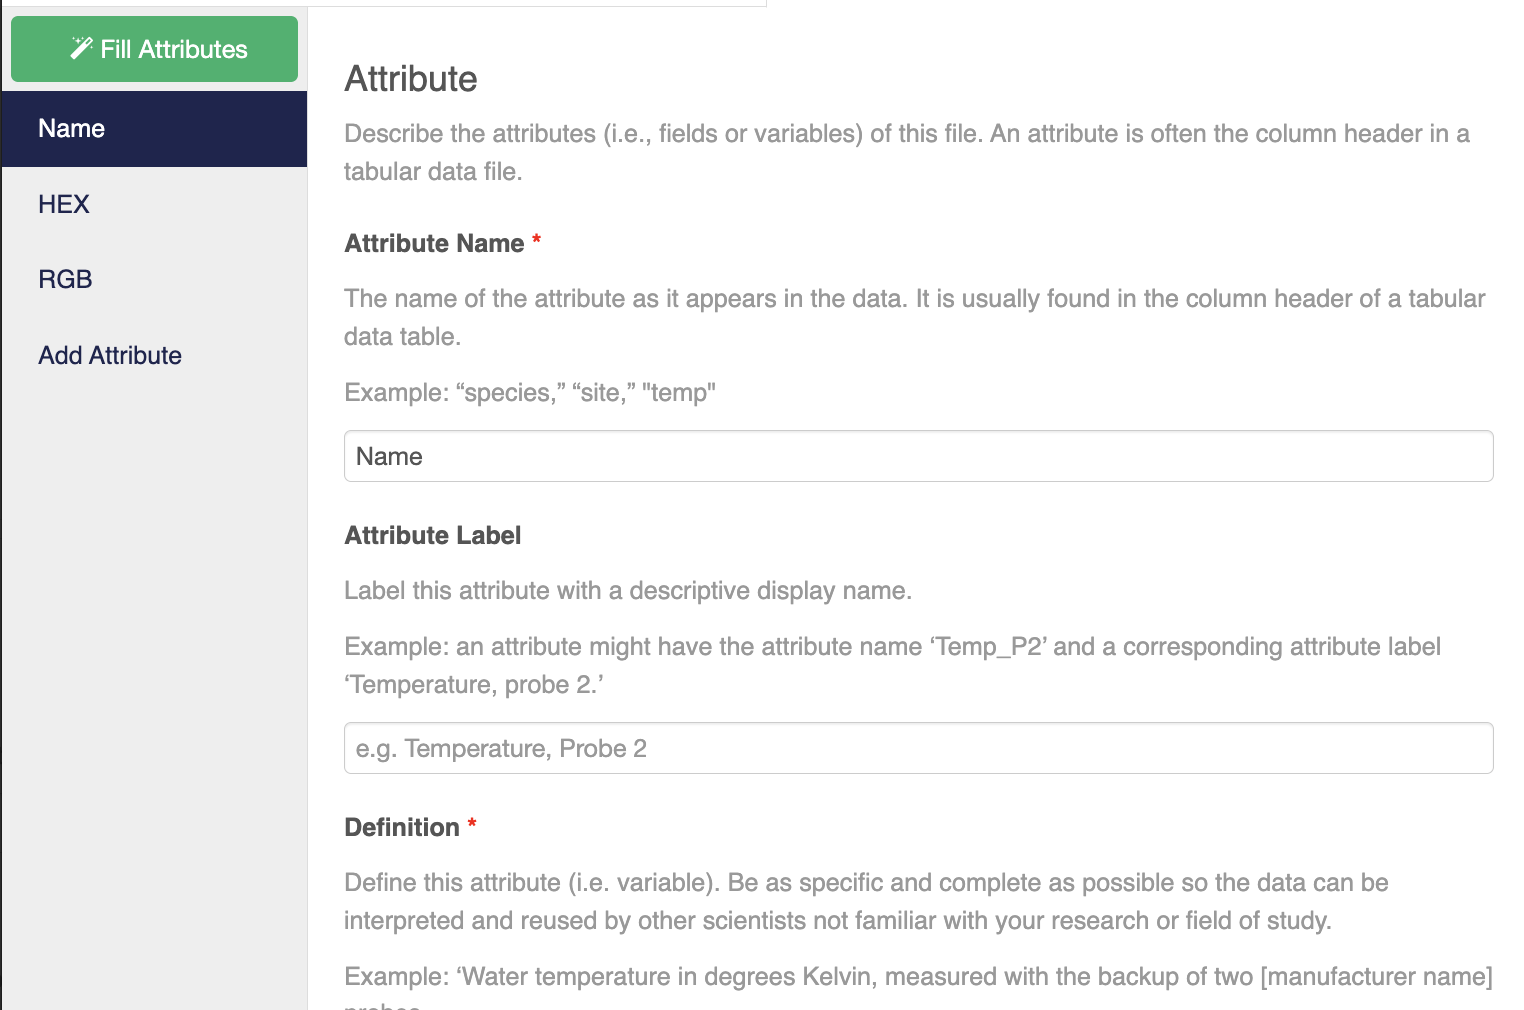 Fill Attributes
Name
HEX
RGB
Add Attribute
Attribute
Describe the attributes (i.e., fields or variables) of this file. An attribute is often the column header in a
tabular data file.
Attribute Name *
The name of the attribute as it appears in the data. It is usually found in the column header of a tabular
data table.
Example: “species,” “site,” "temp"
Name
Attribute Label
Label this attribute with a descriptive display name.
Example: an attribute might have the attribute name ‘Temp_P2’ and a corresponding attribute label
‘Temperature, probe 2.’
e.g. Temperature, Probe 2
Definition *
Define this attribute (i.e. variable). Be as specific and complete as possible so the data can be
interpreted and reused by other scientists not familiar with your research or field of study.
Example: ‘Water temperature in degrees Kelvin, measured with the backup of two [manufacturer name]